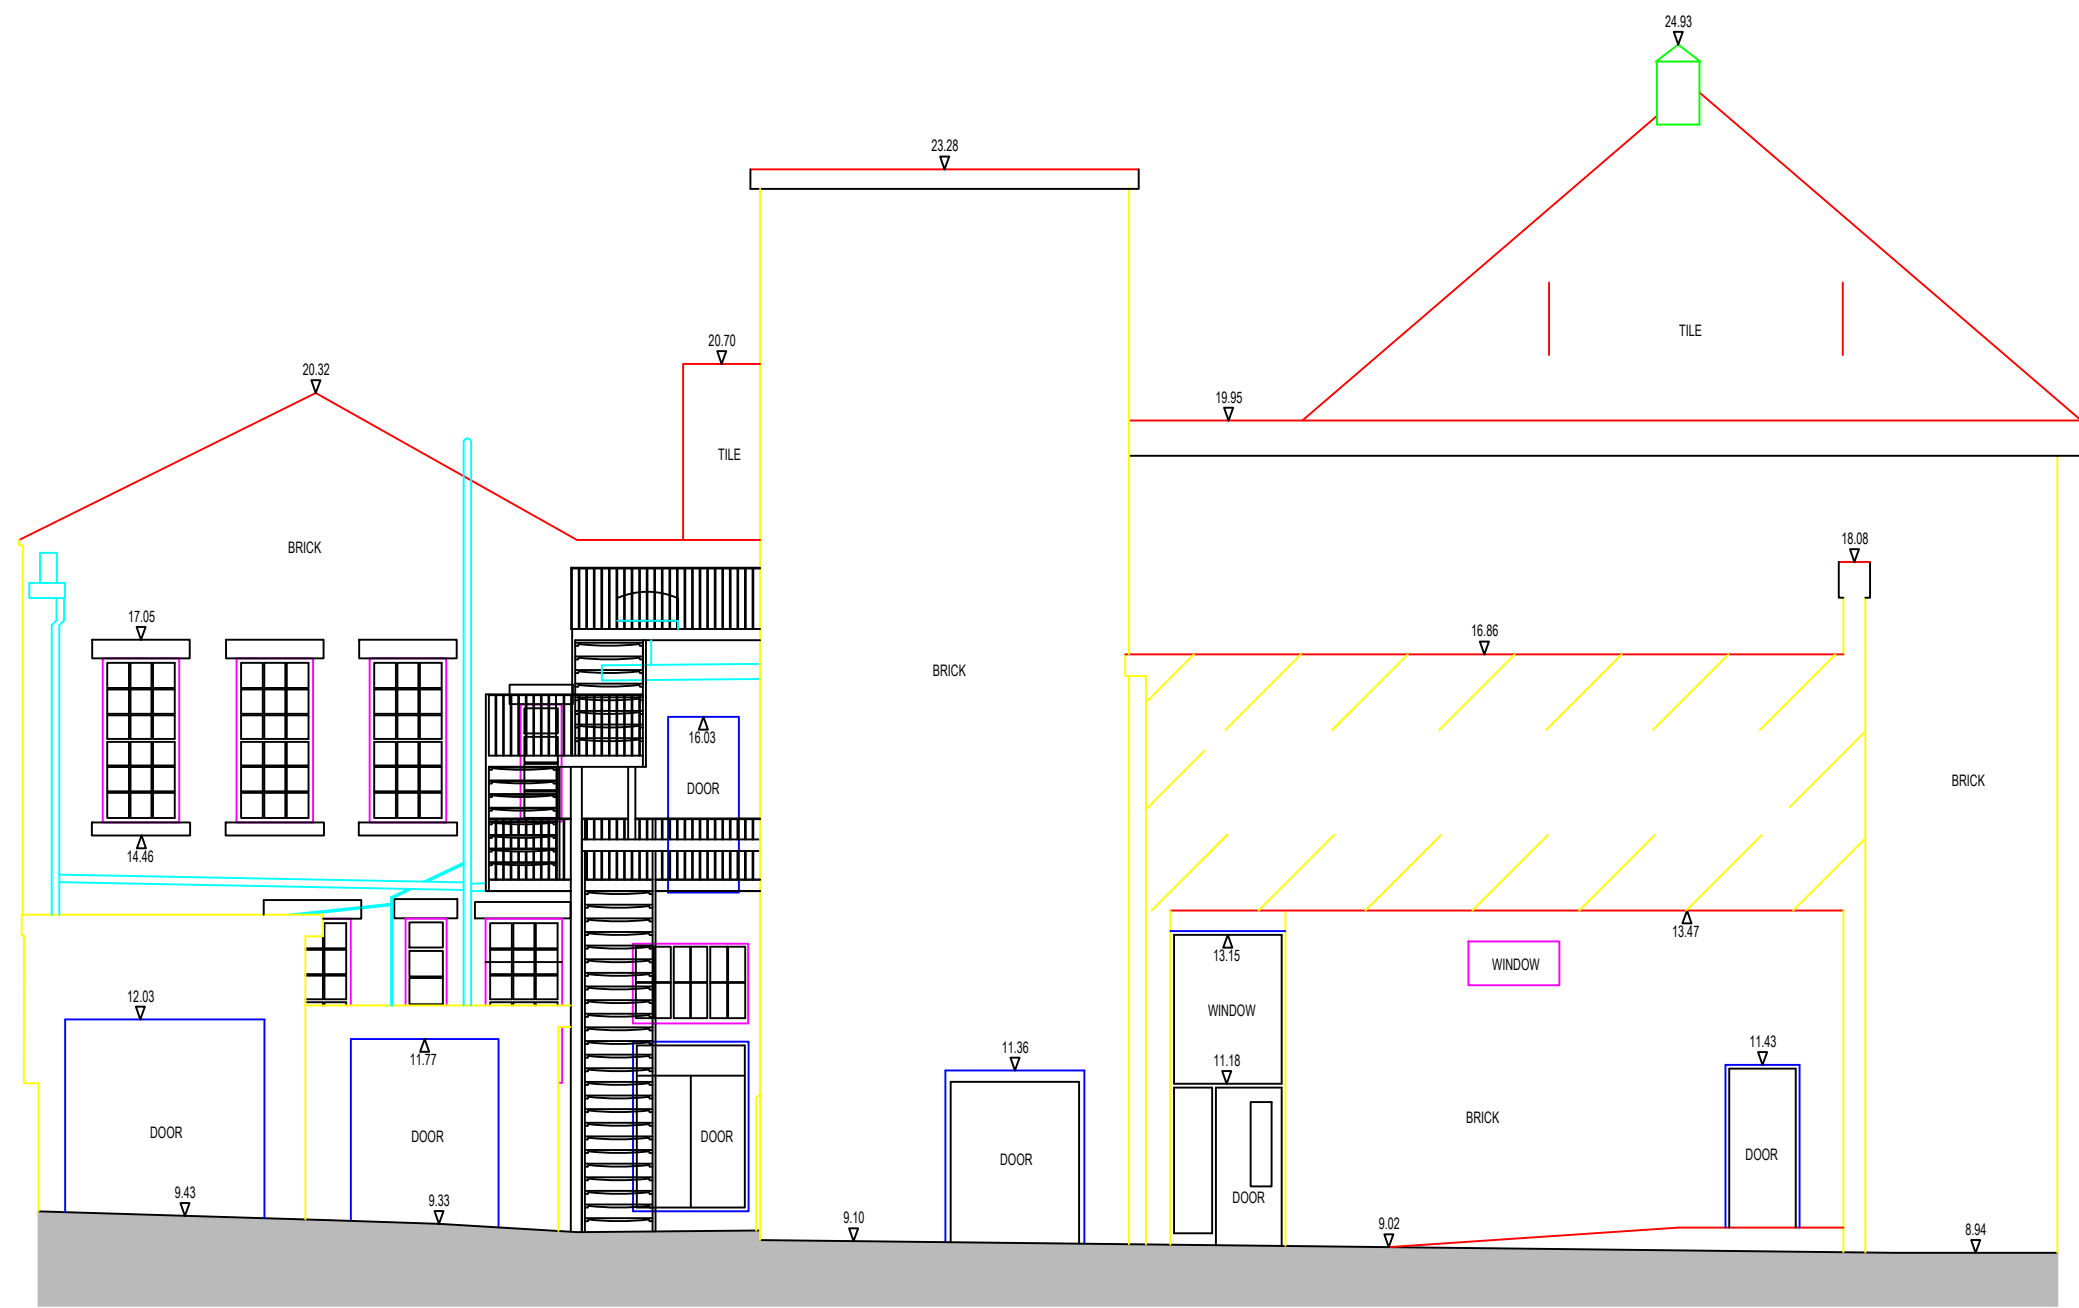 24.93
23.28
TILE
20.70
20.32
19.95
TILE
BRICK
18.08
17.05
16.86
BRICK
16.03
BRICK
DOOR
14.46
13.47
13.15
WINDOW
12.03
WINDOW
11.77
11.36
11.18
11.43
BRICK
DOOR
DOOR
DOOR
DOOR
DOOR
DOOR
9.43
9.33
9.10
9.02
8.94